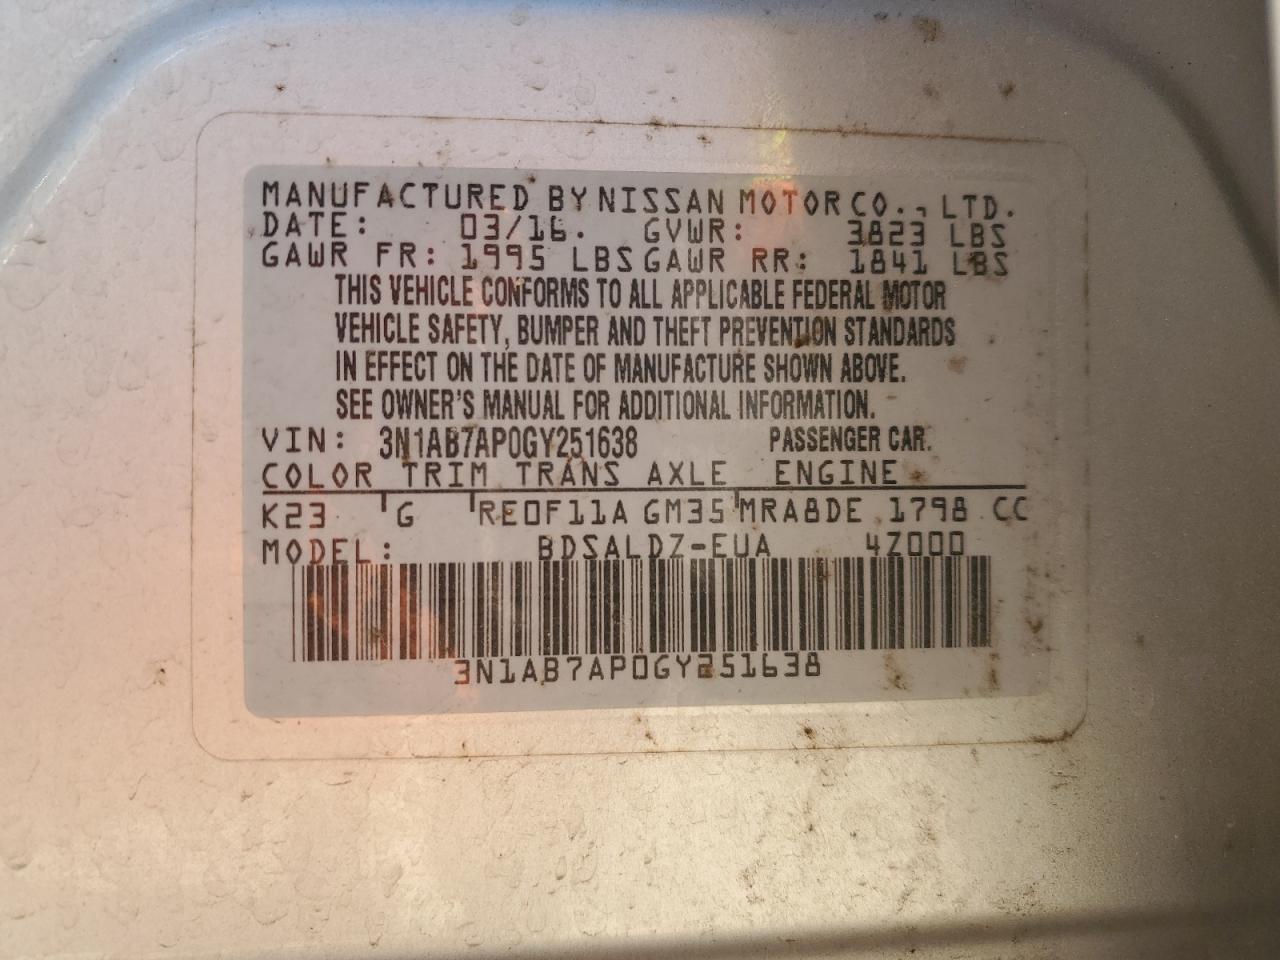 MANUFACTURED BY NISSAN MOTOR CO., LTD.
DATE: 03/16. GVWR: 3823 LBS
GAWR FR: 1995 LBS GAWR RR: 1841 LBS
THIS VEHICLE CONFORMS TO ALL APPLICABLE FEDERAL MOTOR
VEHICLE SAFETY, BUMPER AND THEFT PREVENTION STANDARDS
IN EFFECT ON THE DATE OF MANUFACTURE SHOWN ABOVE.
SEE OWNER'S MANUAL FOR ADDITIONAL INFORMATION.
VIN: 3N1AB7AP0GY251638 PASSENGER CAR.
COLOR TRIM TRANS AXLE ENGINE
K23 G RE0F11A GM35 MRA8DE 1798 CC
MODEL: BDSALDZ-EUA 4Z000
3N1AB7AP0GY251638